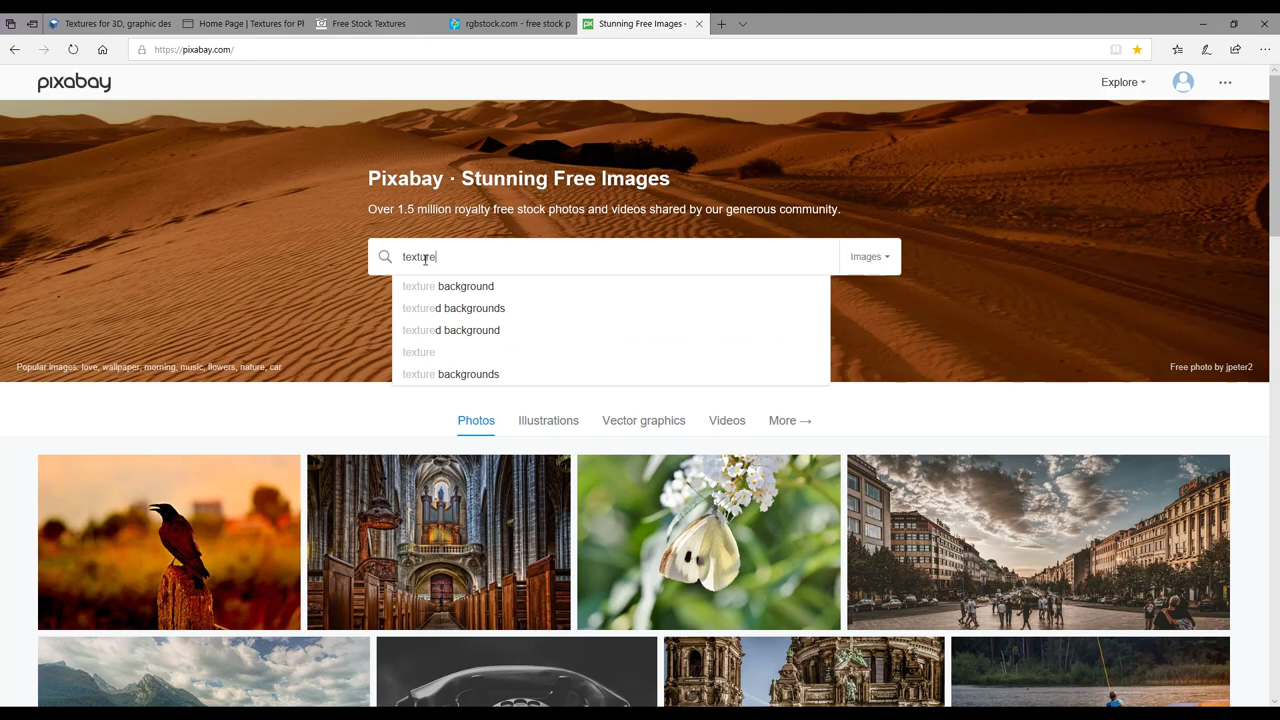 Textures for 3D, graphic des
Home Page | Textures for Pl
Free Stock Textures
rgbstock.com - free stock p
Stunning Free Images ·
https://pixabay.com/
pixabay
Explore
Pixabay · Stunning Free Images
Over 1.5 million royalty free stock photos and videos shared by our generous community.
texture
Images
texture background
textured backgrounds
textured background
texture
texture backgrounds
Popular Images: love, wallpaper, morning, music, flowers, nature, car
Free photo by jpeter2
Photos
Illustrations
Vector graphics
Videos
More →